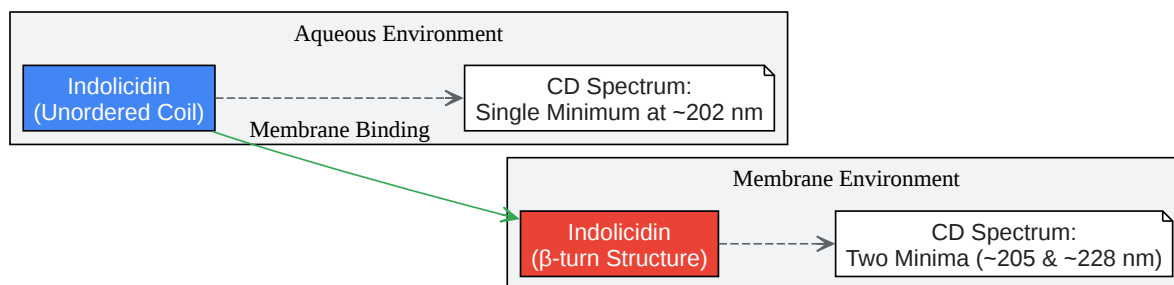 Aqueous Environment
Indolicidin
(Unordered Coil)
CD Spectrum:
Single Minimum at ~202 nm
Membrane Binding
Membrane Environment
Indolicidin
(β-turn Structure)
CD Spectrum:
Two Minima (~205 & ~228 nm)